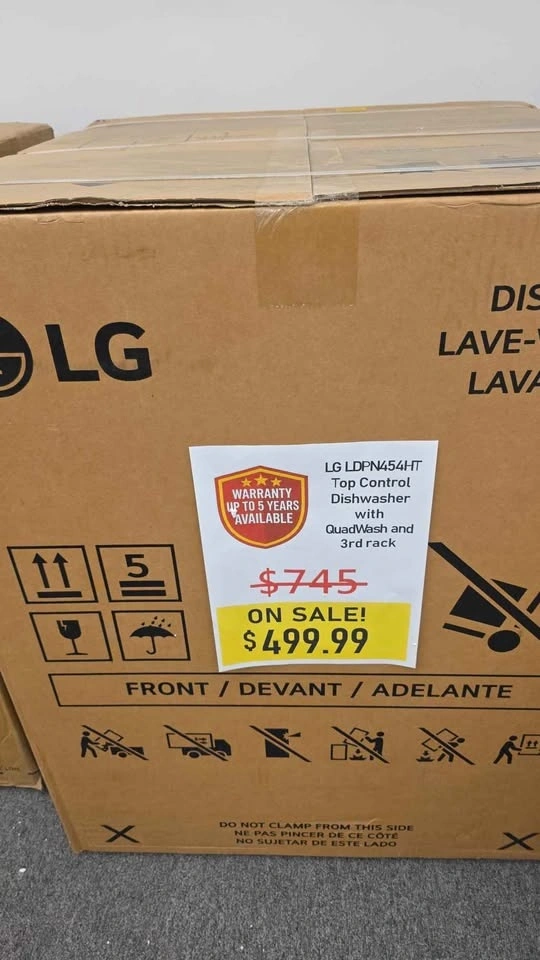 LG
DIS
LAVE-V
LAVA
WARRANTY
UP TO 5 YEARS
AVAILABLE
LG LDPN454HT
Top Control
Dishwasher
with
QuadWash and
3rd rack
$745
ON SALE!
$499.99
5
FRONT / DEVANT / ADELANTE
DO NOT CLAMP FROM THIS SIDE
NE PAS PINCER DE CE CÔTÉ
NO SUJETAR DE ESTE LADO